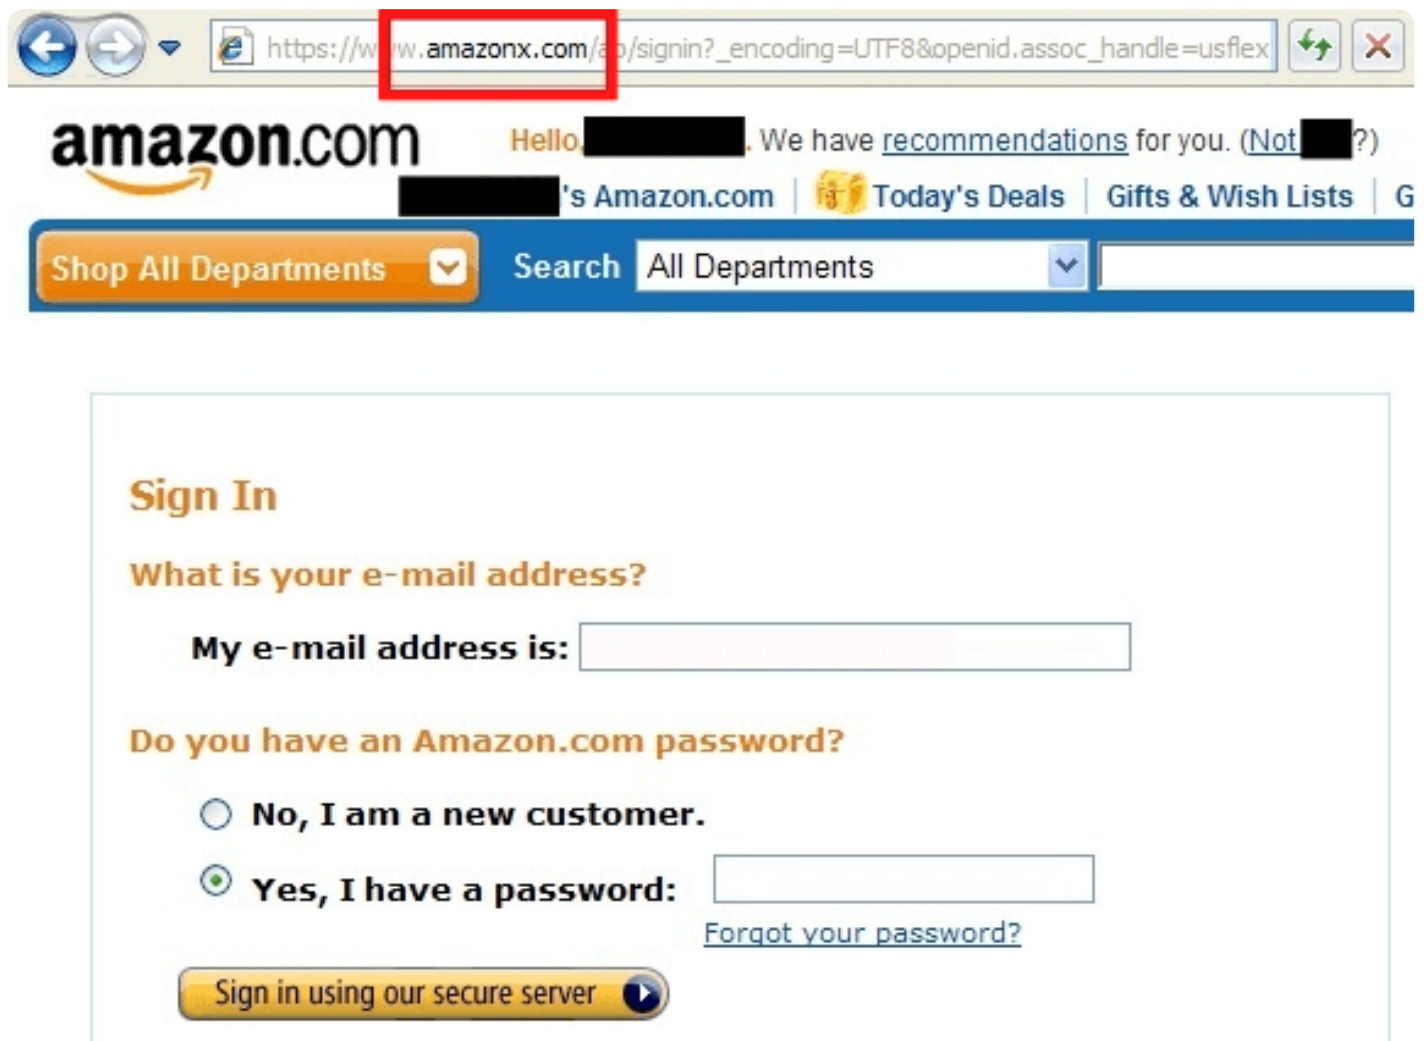 https://www.amazonx.com/ap/signin?_encoding=UTF8&openid.assoc_handle=usflex
amazon.com
Hello, . We have recommendations for you. (Not ?)
's Amazon.com | Today's Deals | Gifts & Wish Lists | G
Shop All Departments
Search All Departments
Sign In
What is your e-mail address?
My e-mail address is:
Do you have an Amazon.com password?
No, I am a new customer.
Yes, I have a password:
Forgot your password?
Sign in using our secure server